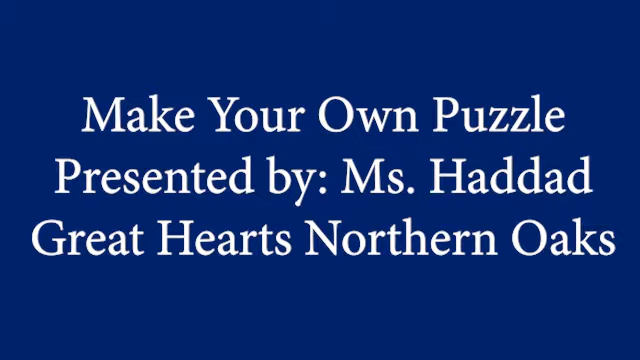 Make Your Own Puzzle
Presented by: Ms. Haddad
Great Hearts Northern Oaks